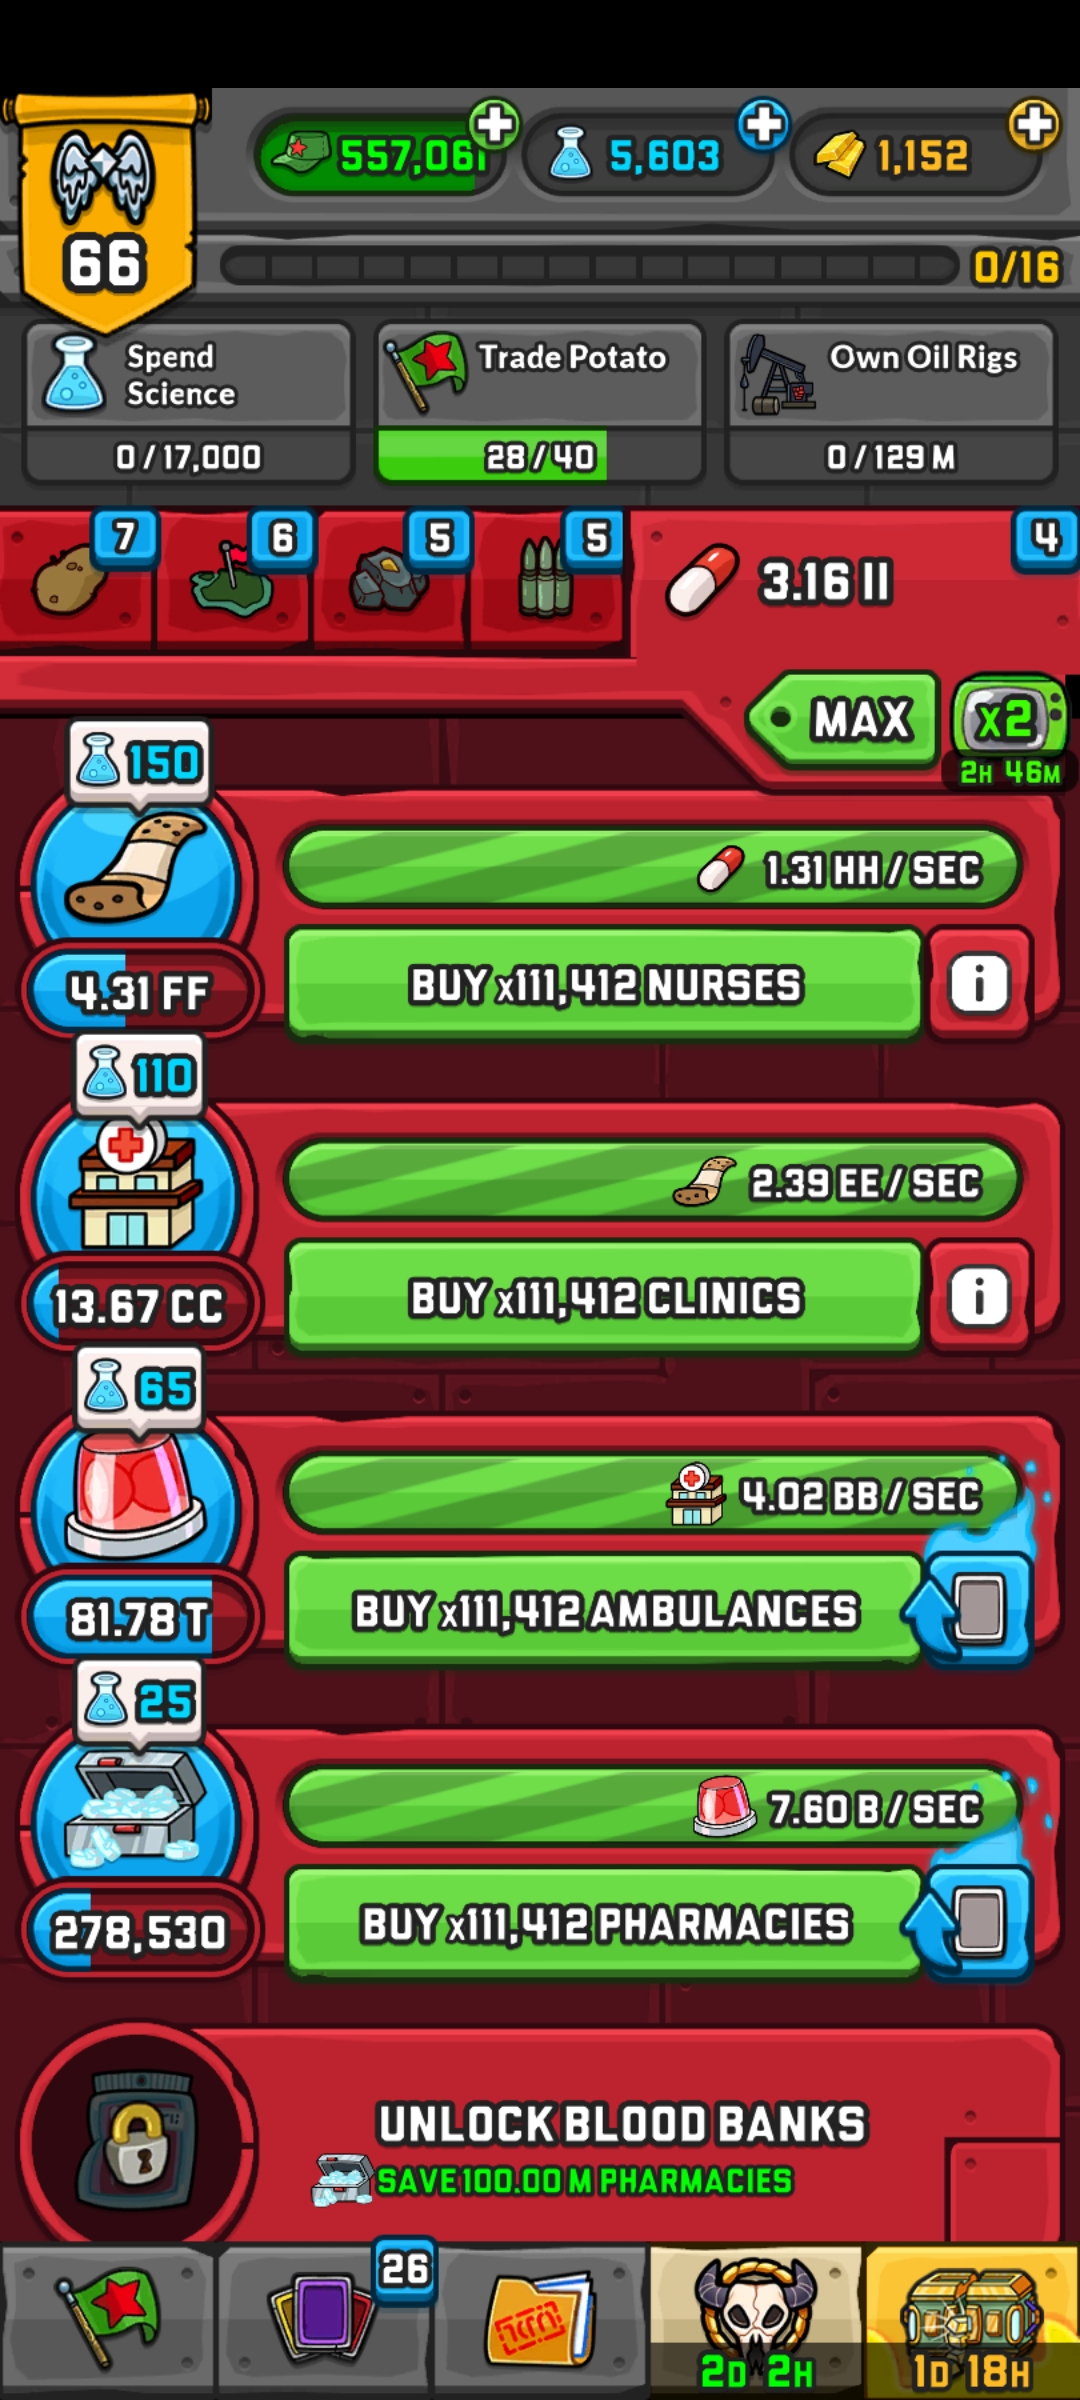 66
557,061
5,603
1,152
0/16
Spend
Science
0/17,000
Trade Potato
28/40
Own Oil Rigs
0/129 M
7
6
5
5
4
3.16 II
MAX
x2
2H 46M
150
1.31 HH/SEC
4.31 FF
BUY x111,412 NURSES
i
110
2.39 EE/SEC
13.67 CC
BUY x111,412 CLINICS
i
65
4.02 BB/SEC
81.78 T
BUY x111,412 AMBULANCES
25
7.60 B/SEC
278,530
BUY x111,412 PHARMACIES
UNLOCK BLOOD BANKS
SAVE 100.00 M PHARMACIES
26
2D 2H
1D 18H